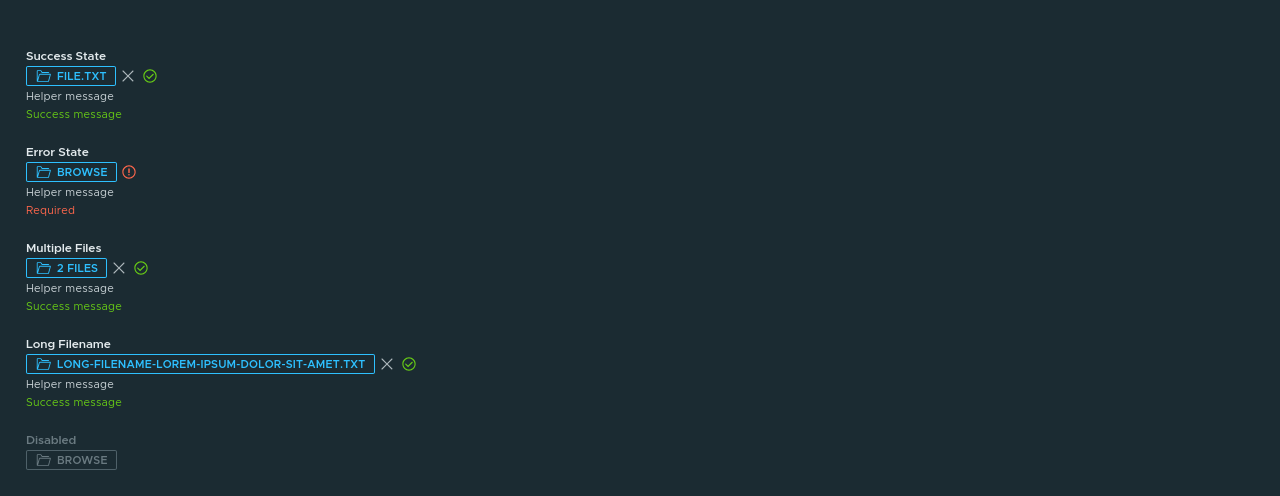 Success State
FILE.TXT
Helper message
Success message
Error State
BROWSE
Helper message
Required
Multiple Files
2 FILES
Helper message
Success message
Long Filename
LONG-FILENAME-LOREM-IPSUM-DOLOR-SIT-AMET.TXT
Helper message
Success message
Disabled
BROWSE